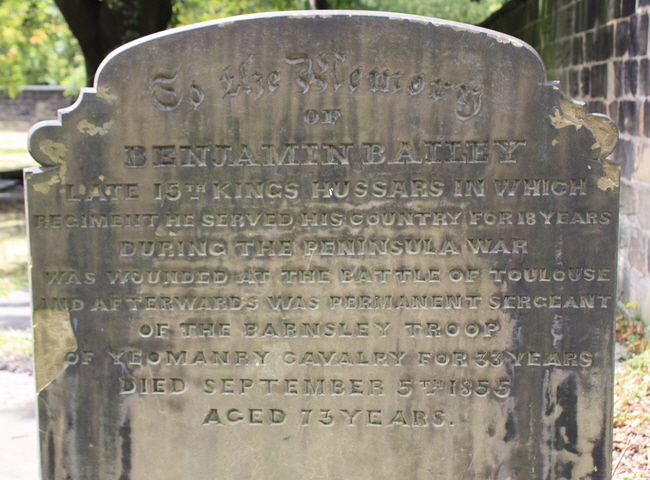 To the Memory
OF
BENJAMIN BAILEY
LATE 15TH KINGS HUSSARS IN WHICH
REGIMENT HE SERVED HIS COUNTRY FOR 18 YEARS
DURING THE PENINSULA WAR
WAS WOUNDED AT THE BATTLE OF TOULOUSE
AND AFTERWARDS WAS PERMANENT SERGEANT
OF THE BARNSLEY TROOP
OF YEOMANRY CAVALRY FOR 33 YEARS
DIED SEPTEMBER 5TH 1855
AGED 73 YEARS.